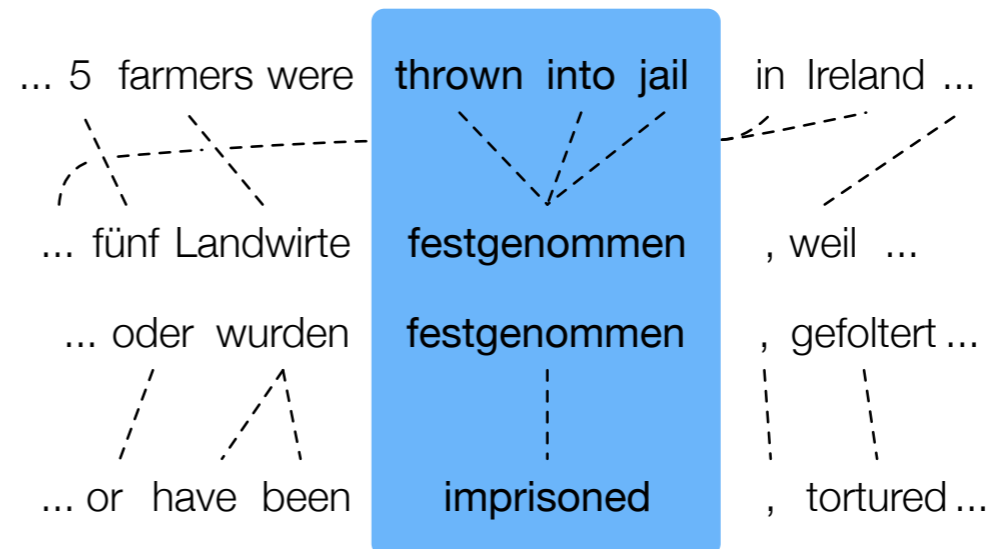 ... 5 farmers were thrown into jail in Ireland ...
... fünf Landwirte festgenommen , weil ...
... oder wurden festgenommen , gefoltert ...
... or have been imprisoned , tortured ...